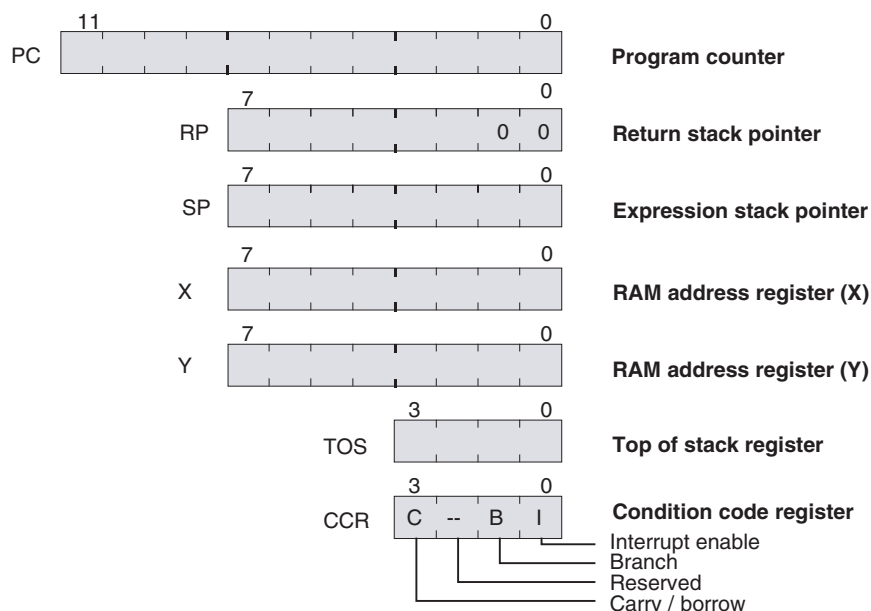 11 0
PC Program counter
7 0
RP 0 0 Return stack pointer
7 0
SP Expression stack pointer
7 0
X RAM address register (X)
7 0
Y RAM address register (Y)
3 0
TOS Top of stack register
3 0
CCR C -- B I Condition code register
Interrupt enable
Branch
Reserved
Carry / borrow